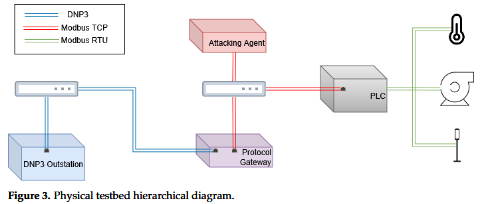 DNP3
Modbus TCP
Modbus RTU
Attacking Agent
PLC
DNP3 Outstation
Protocol
Gateway
Figure 3. Physical testbed hierarchical diagram.